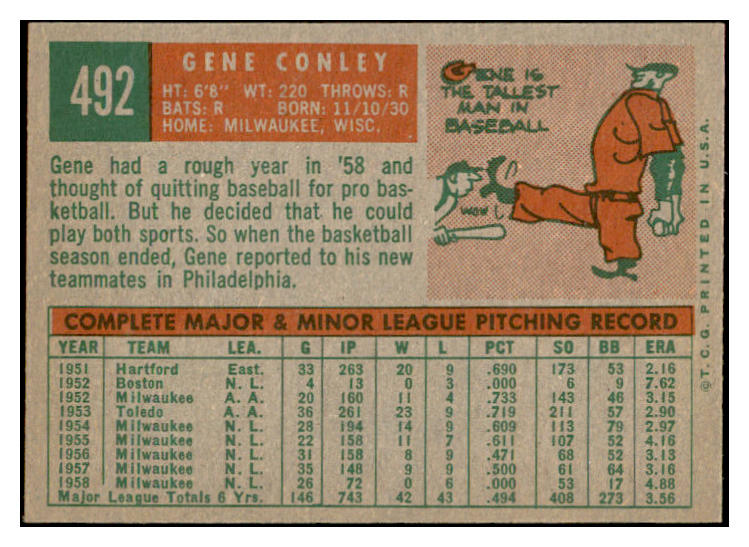 492
GENE CONLEY
HT: 6'8" WT: 220 THROWS: R
BATS: R BORN: 11/10/30
HOME: MILWAUKEE, WISC.
GENE IS
THE TALLEST
MAN IN
BASEBALL
WOW!
Gene had a rough year in '58 and
thought of quitting baseball for pro bas-
ketball. But he decided that he could
play both sports. So when the basketball
season ended, Gene reported to his new
teammates in Philadelphia.
COMPLETE MAJOR & MINOR LEAGUE PITCHING RECORD
YEAR TEAM LEA. G IP W L PCT SO BB ERA
1951 Hartford East. 33 263 20 9 .690 173 53 2.16
1952 Boston N. L. 4 13 0 3 .000 6 9 7.62
1952 Milwaukee A. A. 20 160 11 4 .733 143 46 3.15
1953 Toledo A. A. 36 261 23 9 .719 211 57 2.90
1954 Milwaukee N. L. 28 194 14 9 .609 113 79 2.97
1955 Milwaukee N. L. 22 158 11 7 .611 107 52 4.16
1956 Milwaukee N. L. 31 158 8 9 .471 68 52 3.13
1957 Milwaukee N. L. 35 148 9 9 .500 61 64 3.16
1958 Milwaukee N. L. 26 72 0 6 .000 53 17 4.88
Major League Totals 6 Yrs. 146 743 42 43 .494 408 273 3.56
© T. C. G. PRINTED IN U.S.A.